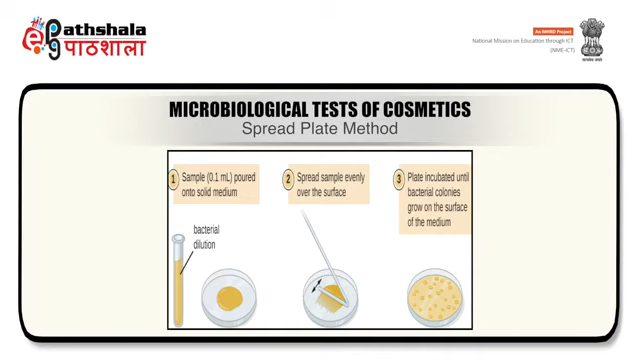 ePathshala
पाठशाला
An MHRD Project
National Mission on Education through ICT
(NME-ICT)
MICROBIOLOGICAL TESTS OF COSMETICS
Spread Plate Method
1 Sample (0.1 mL) poured
onto solid medium
2 Spread sample evenly
over the surface
3 Plate incubated until
bacterial colonies
grow on the surface
of the medium
bacterial
dilution